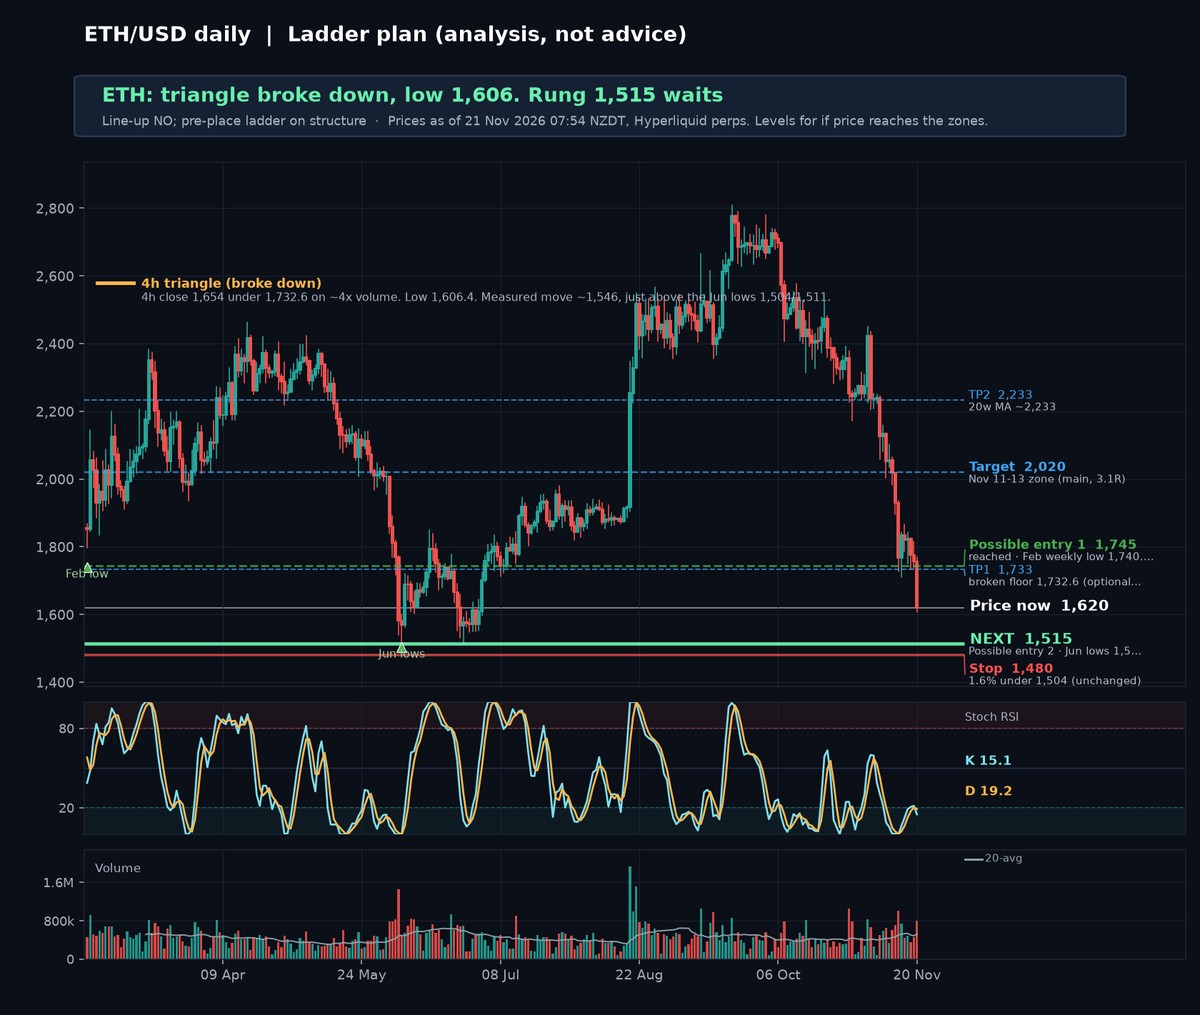 ETH/USD daily | Ladder plan (analysis, not advice)
ETH: triangle broke down, low 1,606. Rung 1,515 waits
Line-up NO; pre-place ladder on structure · Prices as of 21 Nov 2026 07:54 NZDT, Hyperliquid perps. Levels for if price reaches the zones.
2,800
2,600
2,400
2,200
2,000
1,800
1,600
1,400
4h triangle (broke down)
4h close 1,654 under 1,732.6 on ~4x volume. Low 1,606.4. Measured move ~1,546, just above the Jun lows 1,504/1,511.
TP2 2,233
20w MA ~2,233
Target 2,020
Nov 11-13 zone (main, 3.1R)
Possible entry 1 1,745
reached · Feb weekly low 1,740....
TP1 1,733
broken floor 1,732.6 (optional...
Feb low
Price now 1,620
NEXT 1,515
Possible entry 2 · Jun lows 1,5...
Jun lows
Stop 1,480
1.6% under 1,504 (unchanged)
80
20
Stoch RSI
K 15.1
D 19.2
Volume
20-avg
1.6M
800k
0
09 Apr
24 May
08 Jul
22 Aug
06 Oct
20 Nov